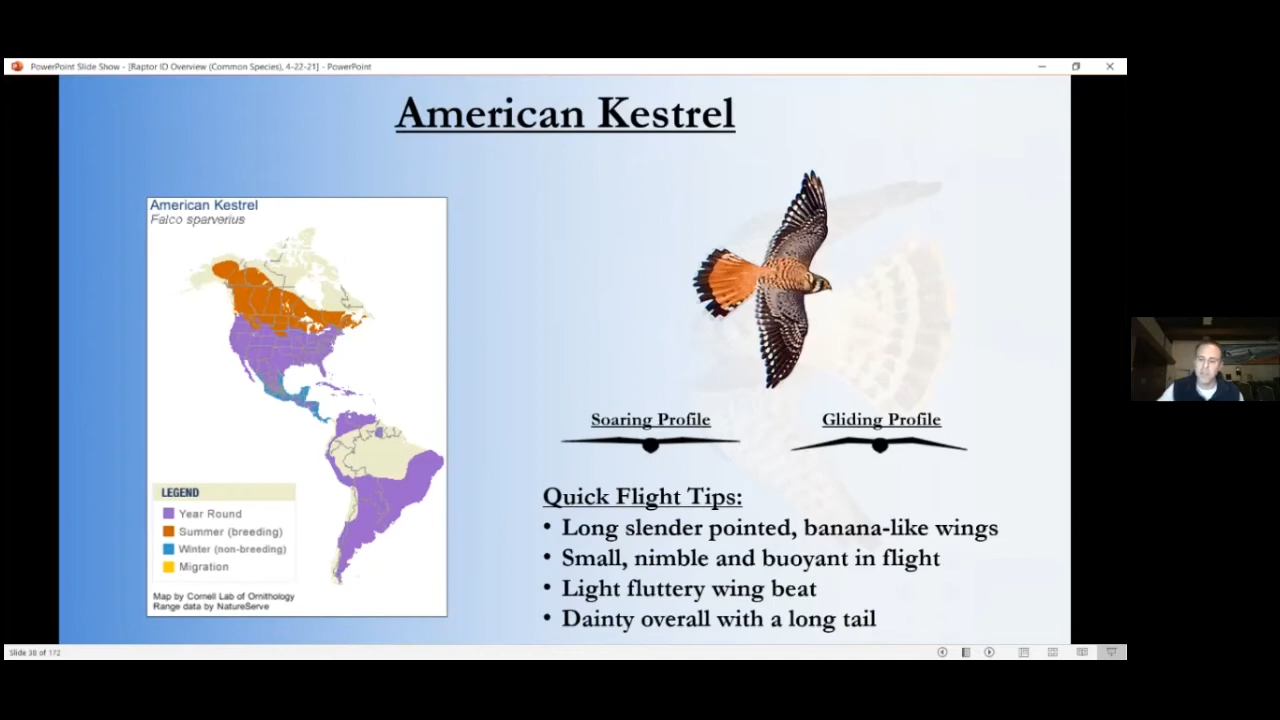 PowerPoint Slide Show - [Raptor ID Overview (Common Species), 4-22-21] - PowerPoint
American Kestrel
American Kestrel
Falco sparverius
LEGEND
Year Round
Summer (breeding)
Winter (non-breeding)
Migration
Map by Cornell Lab of Ornithology
Range data by NatureServe
Soaring Profile
Gliding Profile
Quick Flight Tips:
• Long slender pointed, banana-like wings
• Small, nimble and buoyant in flight
• Light fluttery wing beat
• Dainty overall with a long tail
Slide 38 of 172